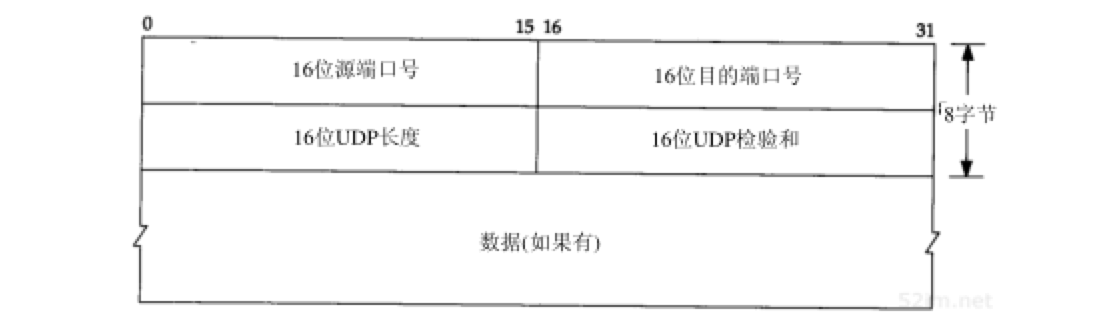 0 15 16 31
16位源端口号 16位目的端口号
8字节
16位UDP长度 16位UDP检验和
数据(如果有)
52rm.net